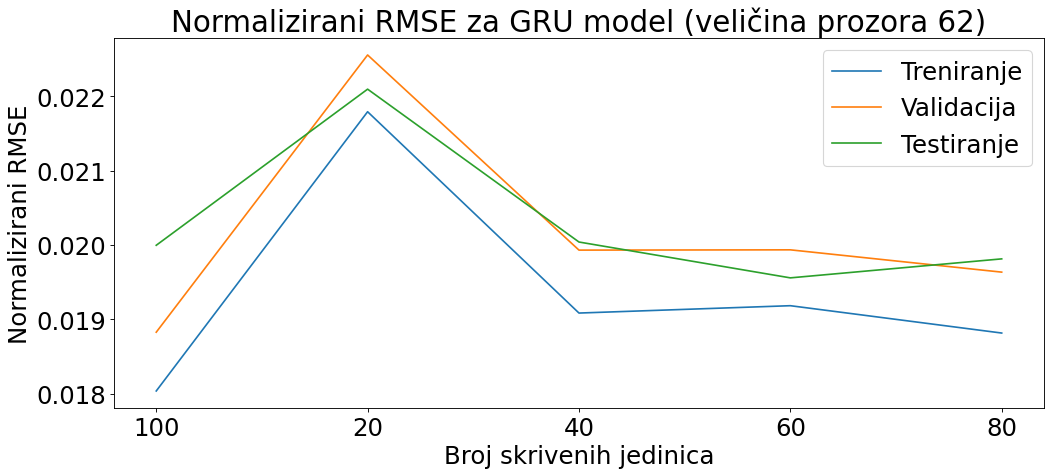 Normalizirani RMSE za GRU model (veličina prozora 62)
Treniranje
Validacija
Testiranje
Normalizirani RMSE
0.022
0.021
0.020
0.019
0.018
100 20 40 60 80
Broj skrivenih jedinica